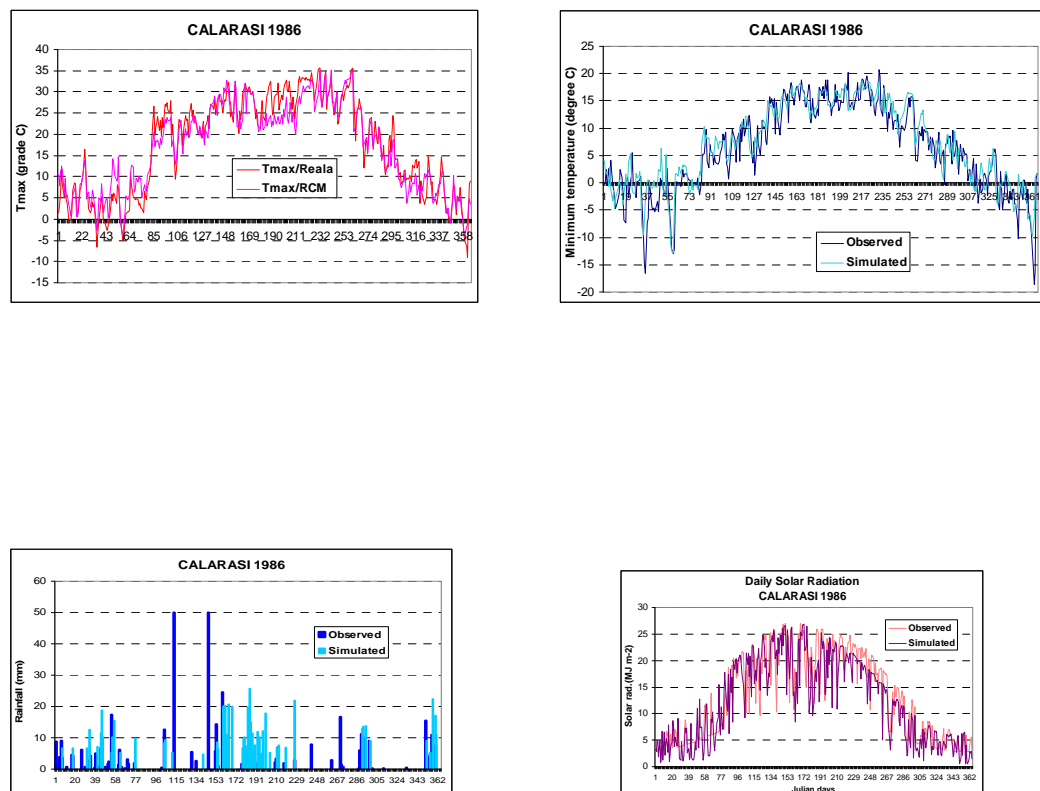 CALARASI 1986
Tmax (grade C)
40
35
30
25
20
15
10
5
0
-5
-10
-15
1 22 43 64 85 106 127 148 169 190 211 232 253 274 295 316 337 358
Tmax/Reala
Tmax/RCM
CALARASI 1986
Minimum temperature (degree C)
25
20
15
10
5
0
-5
-10
-15
-20
1 19 37 55 73 91 109 127 145 163 181 199 217 235 253 271 289 307 325 343 361
Observed
Simulated
CALARASI 1986
Rainfall (mm)
60
50
40
30
20
10
0
Observed
Simulated
1 20 39 58 77 96 115 134 153 172 191 210 229 248 267 286 305 324 343 362
Daily Solar Radiation
CALARASI 1986
Solar rad.(MJ m-2)
30
25
20
15
10
5
0
Observed
Simulated
1 20 39 58 77 96 115 134 153 172 191 210 229 248 267 286 305 324 343 362
Julian days